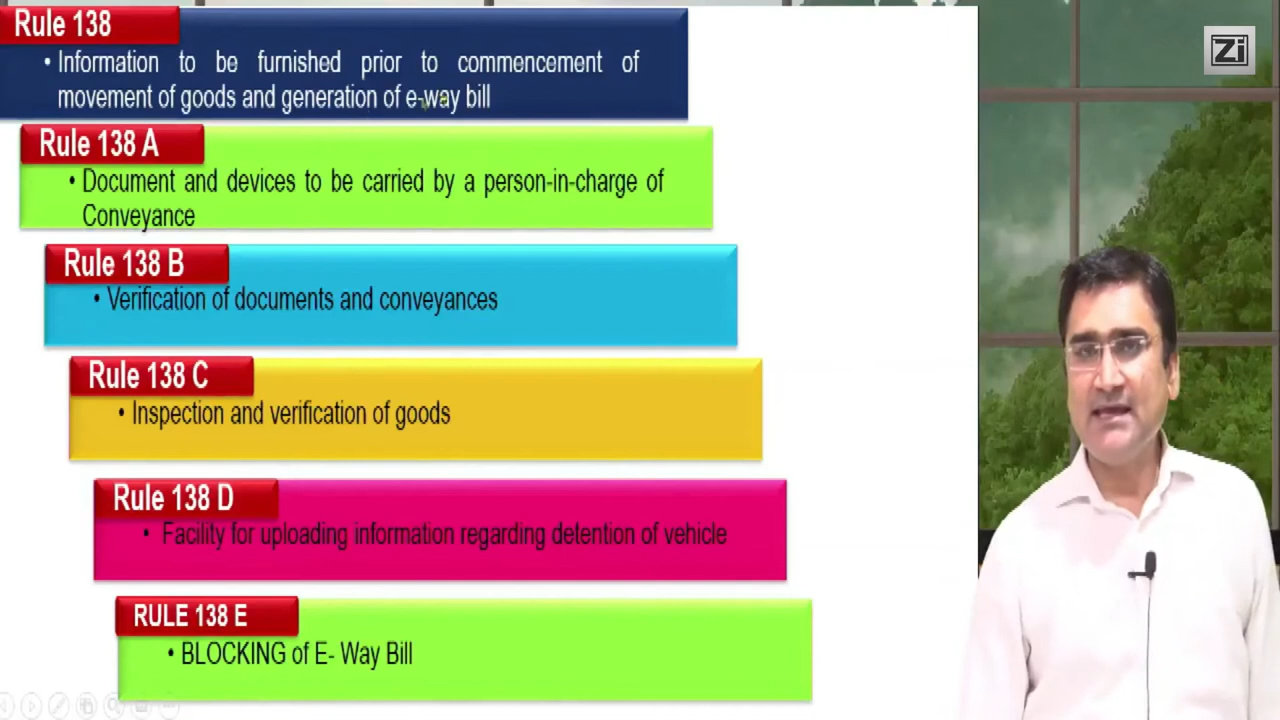 Rule 138
• Information to be furnished prior to commencement of
movement of goods and generation of e-way bill
Rule 138 A
• Document and devices to be carried by a person-in-charge of
Conveyance
Rule 138 B
• Verification of documents and conveyances
Rule 138 C
• Inspection and verification of goods
Rule 138 D
• Facility for uploading information regarding detention of vehicle
RULE 138 E
• BLOCKING of E- Way Bill
Zi